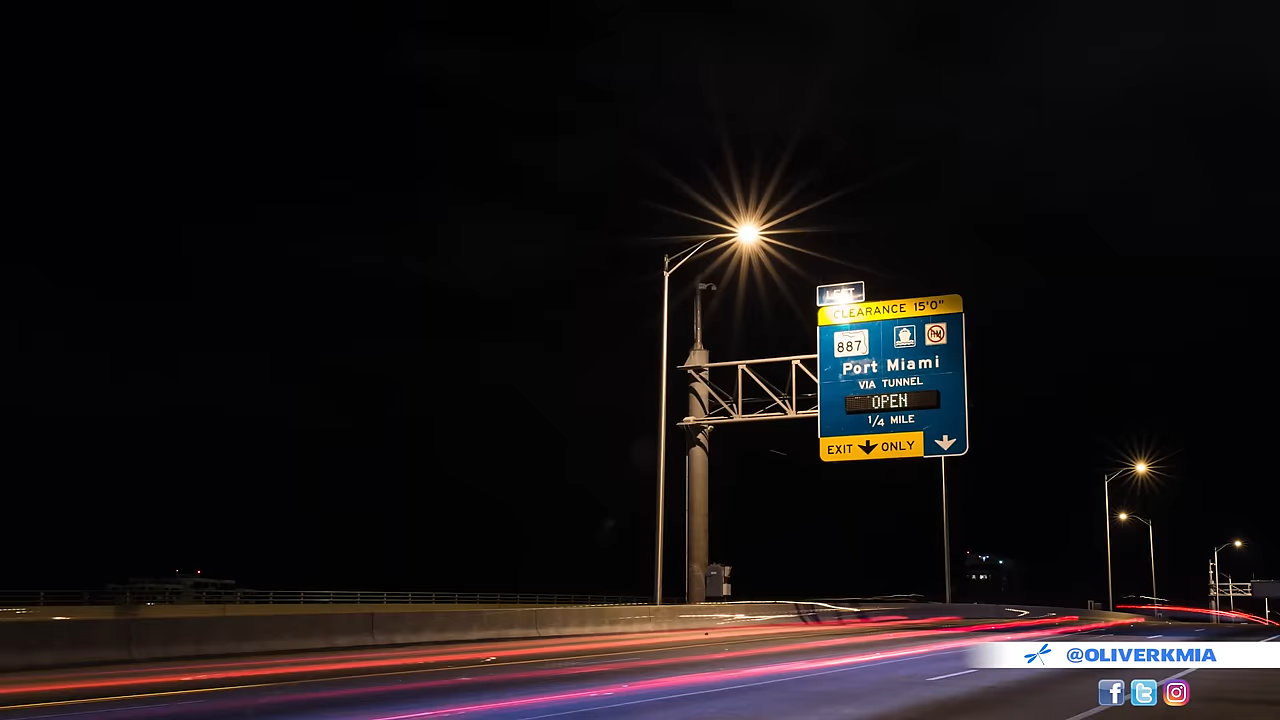 LEFT
CLEARANCE 15'0"
887
Port Miami
VIA TUNNEL
OPEN
1/4 MILE
EXIT ONLY
@OLIVERKMIA